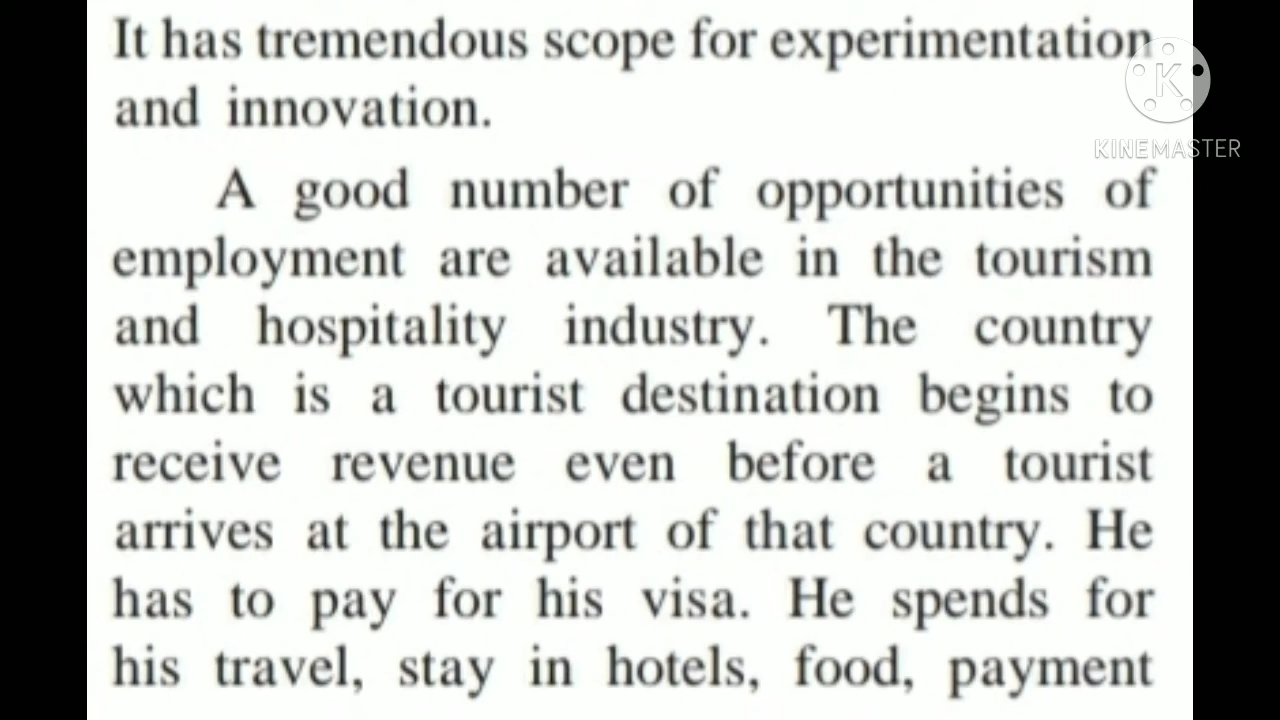 It has tremendous scope for experimentation
and innovation.
A good number of opportunities of
employment are available in the tourism
and hospitality industry. The country
which is a tourist destination begins to
receive revenue even before a tourist
arrives at the airport of that country. He
has to pay for his visa. He spends for
his travel, stay in hotels, food, payment
K
KINEMASTER